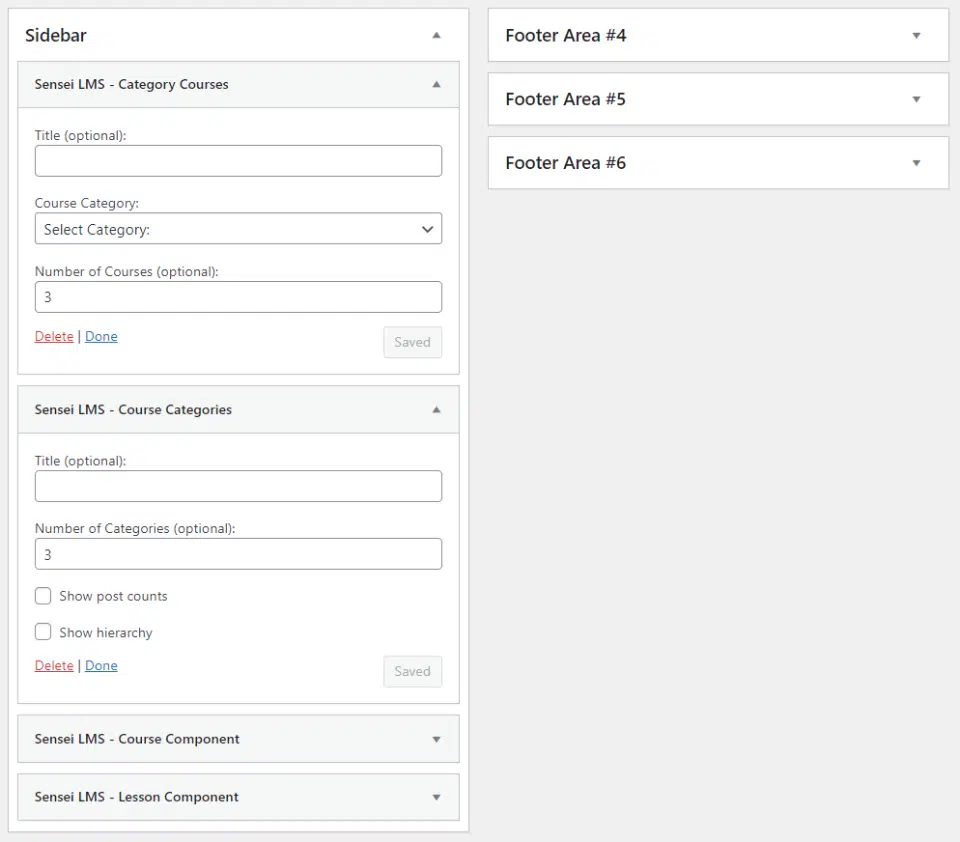 Sidebar
Sensei LMS - Category Courses
Title (optional):
Course Category:
Select Category:
Number of Courses (optional):
3
Delete | Done
Saved
Sensei LMS - Course Categories
Title (optional):
Number of Categories (optional):
3
Show post counts
Show hierarchy
Delete | Done
Saved
Sensei LMS - Course Component
Sensei LMS - Lesson Component
Footer Area #4
Footer Area #5
Footer Area #6